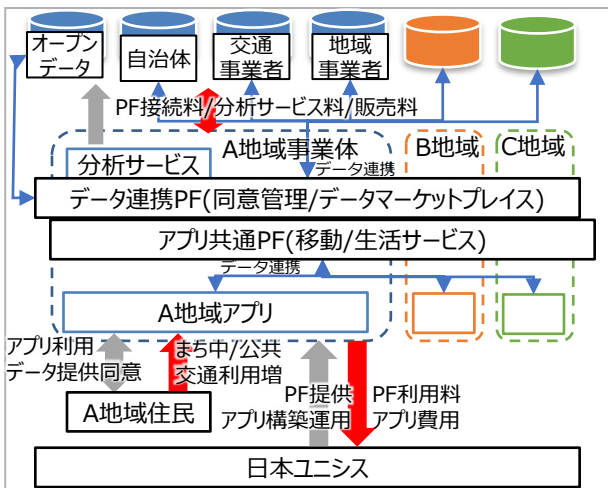 オープン
データ
自治体
交通
事業者
地域
事業者
PF接続料/分析サービス料/販売料
A地域事業体
B地域
C地域
分析サービス
データ連携
データ連携PF(同意管理/データマーケットプレイス)
アプリ共通PF(移動/生活サービス)
データ連携
A地域アプリ
アプリ利用
データ提供同意
まち中/公共
交通利用増
PF提供
アプリ構築運用
PF利用料
アプリ費用
A地域住民
日本ユニシス